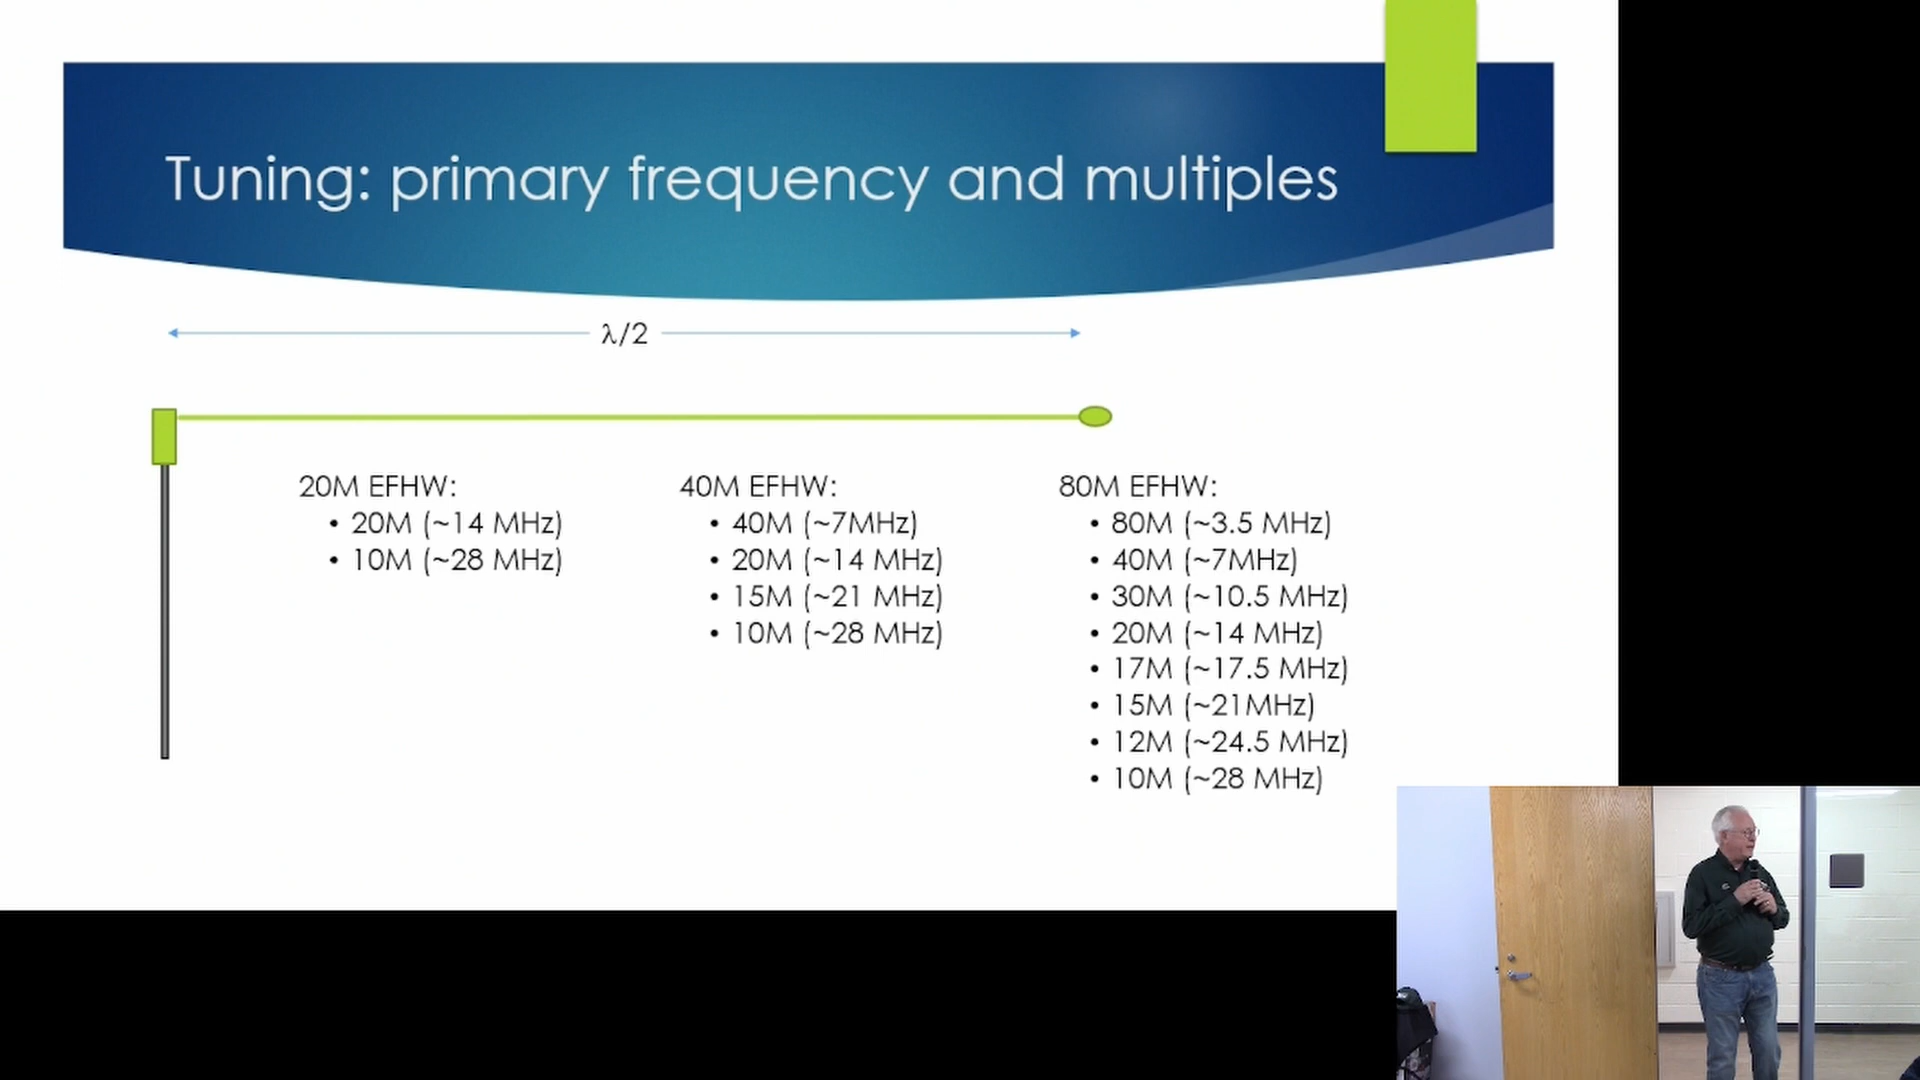 Tuning: primary frequency and multiples
λ/2
20M EFHW:
• 20M (~14 MHz)
• 10M (~28 MHz)
40M EFHW:
• 40M (~7MHz)
• 20M (~14 MHz)
• 15M (~21 MHz)
• 10M (~28 MHz)
80M EFHW:
• 80M (~3.5 MHz)
• 40M (~7MHz)
• 30M (~10.5 MHz)
• 20M (~14 MHz)
• 17M (~17.5 MHz)
• 15M (~21MHz)
• 12M (~24.5 MHz)
• 10M (~28 MHz)